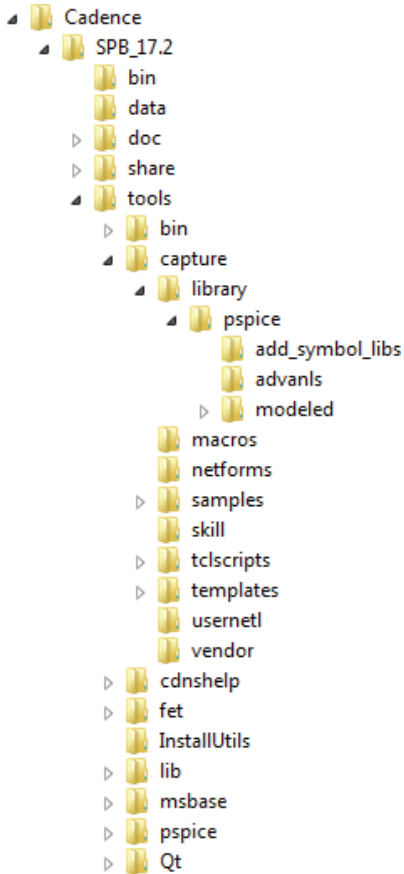 Cadence
SPB_17.2
bin
data
doc
share
tools
bin
capture
library
pspice
add_symbol_libs
advanls
modeled
macros
netforms
samples
skill
tclscripts
templates
usernetl
vendor
cdnshelp
fet
InstallUtils
lib
msbase
pspice
Qt